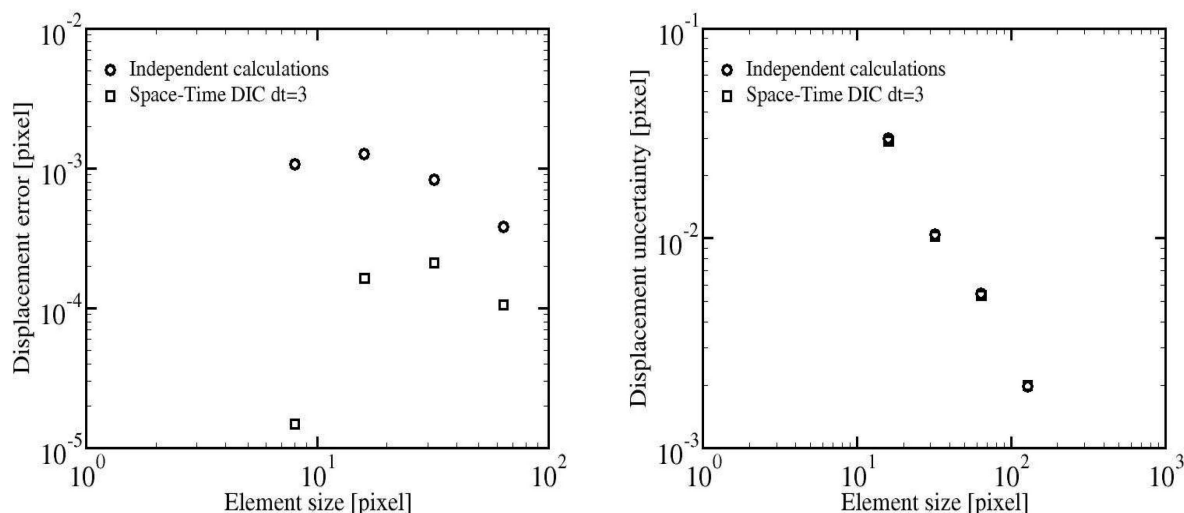 10^-2
Independent calculations
Space-Time DIC dt=3
10^-3
10^-4
10^-5
10^0
10^1
10^2
Displacement error [pixel]
Element size [pixel]
10^-1
Independent calculations
Space-Time DIC dt=3
10^-2
10^-3
10^0
10^1
10^2
10^3
Displacement uncertainty [pixel]
Element size [pixel]